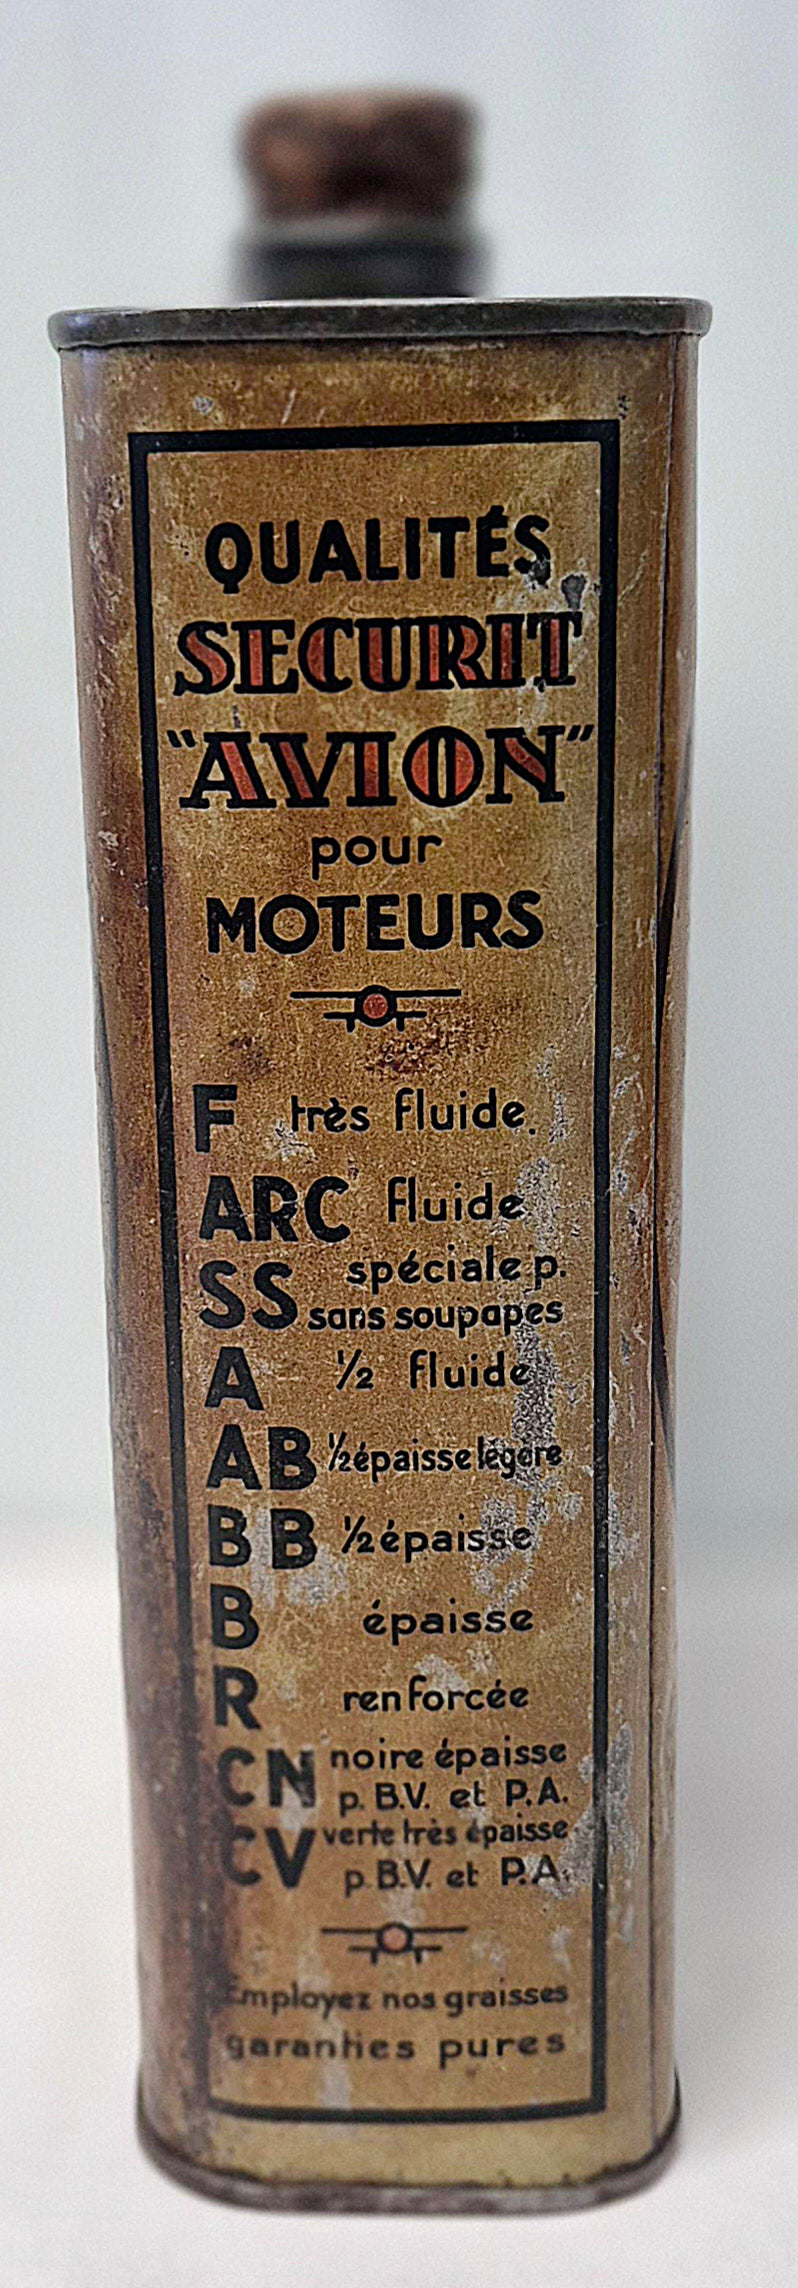 QUALITÉS
SECURIT
"AVION"
pour
MOTEURS
F très fluide.
ARC fluide
SS spéciale p.
sans soupapes
A ½ fluide
AB ½ épaisse légère
BB ½ épaisse
B épaisse
R renforcée
CN noire épaisse
p. B.V. et P.A.
CV verte très épaisse
p. B.V. et P.A.
Employez nos graisses
garanties pures